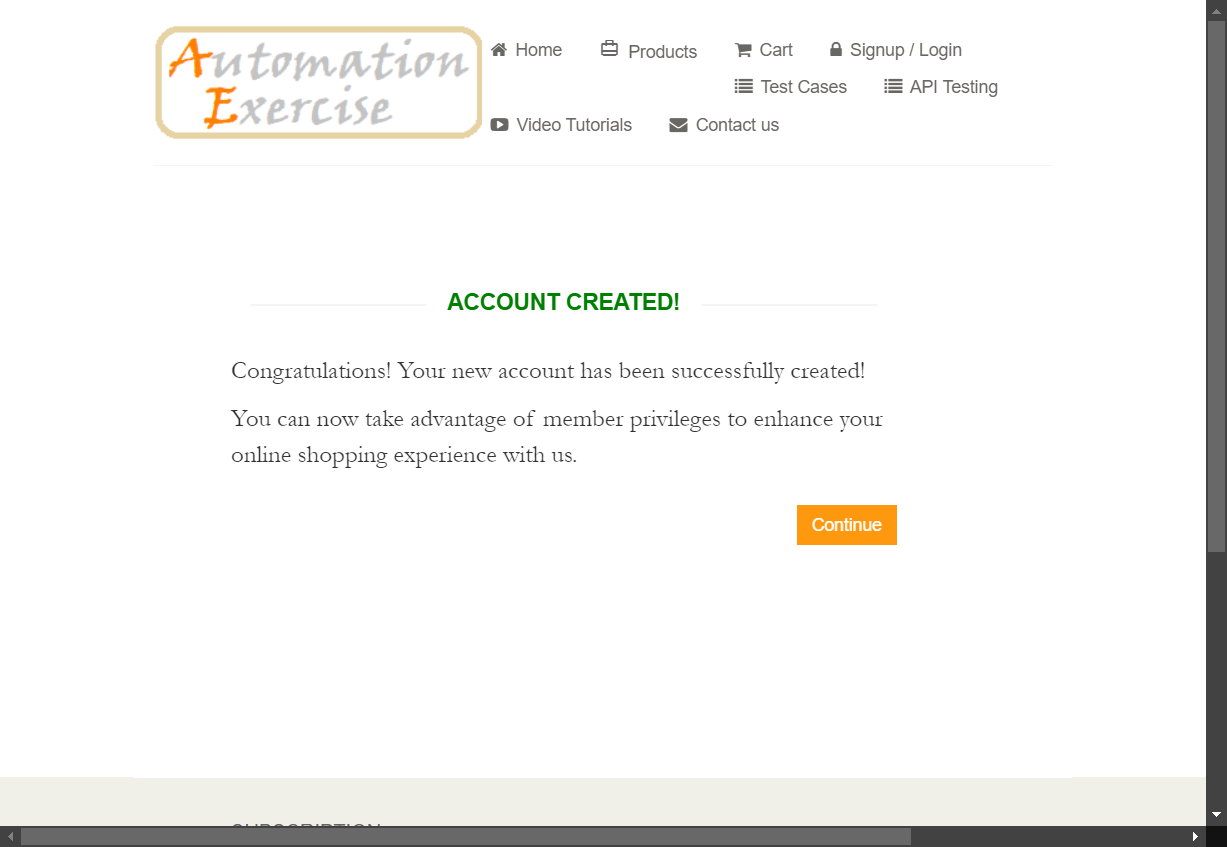 Automation
Exercise
Home
Products
Cart
Signup / Login
Test Cases
API Testing
Video Tutorials
Contact us
ACCOUNT CREATED!
Congratulations! Your new account has been successfully created!
You can now take advantage of member privileges to enhance your
online shopping experience with us.
Continue
SUBSCRIPTION